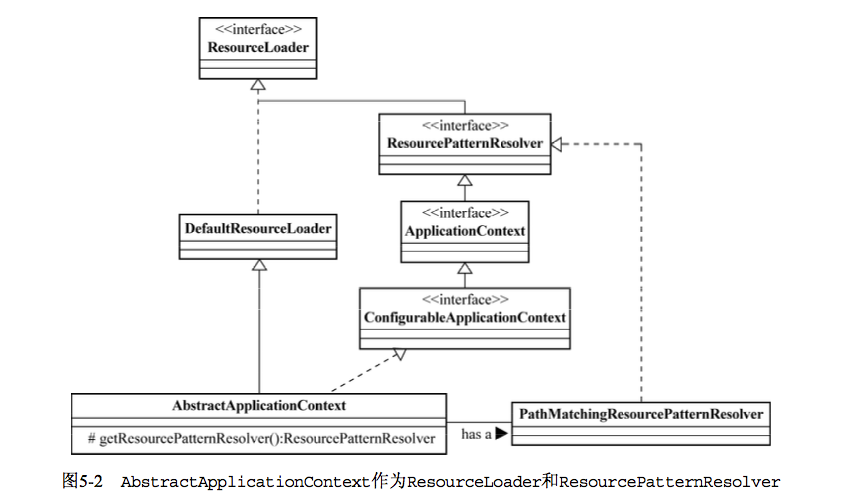 <<interface>>
ResourceLoader
<<interface>>
ResourcePatternResolver
<<interface>>
ApplicationContext
DefaultResourceLoader
<<interface>>
ConfigurableApplicationContext
AbstractApplicationContext
# getResourcePatternResolver():ResourcePatternResolver
has a
PathMatchingResourcePatternResolver
图5-2 AbstractApplicationContext作为ResourceLoader和ResourcePatternResolver